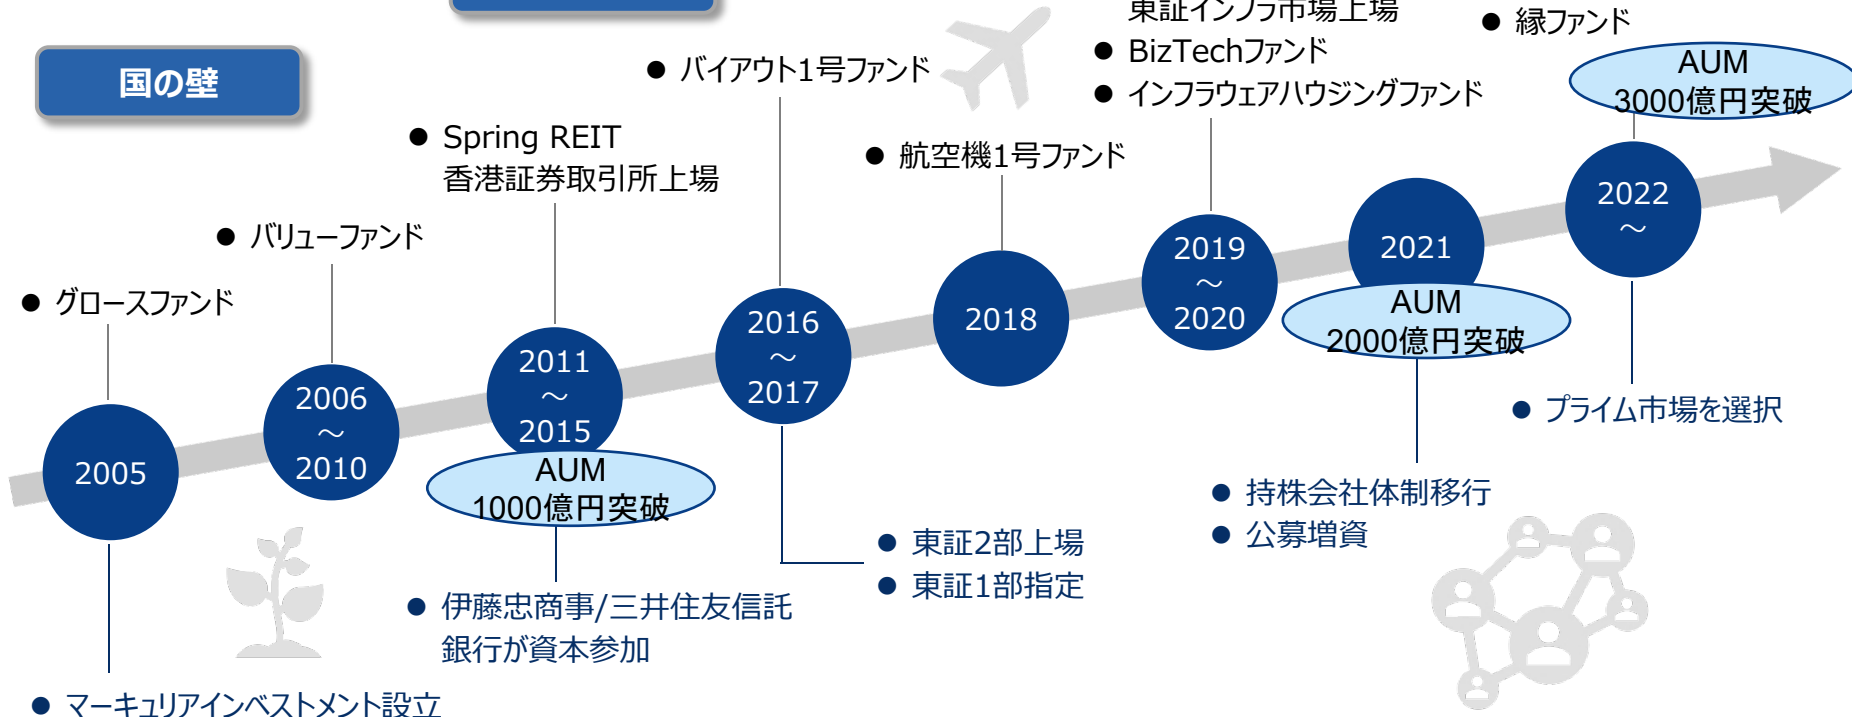 国の壁
東証インフラ市場上場
● BizTechファンド
● インフラウェアハウジングファンド
● 縁ファンド
AUM
3000億円突破
● バイアウト1号ファンド
● Spring REIT
香港証券取引所上場
● 航空機1号ファンド
● バリューファンド
● グロースファンド
2005
2006
～
2010
2011
～
2015
AUM
1000億円突破
2016
～
2017
2018
2019
～
2020
2021
AUM
2000億円突破
2022
～
● プライム市場を選択
● 持株会社体制移行
● 公募増資
● 東証2部上場
● 東証1部指定
● 伊藤忠商事/三井住友信託
銀行が資本参加
● マーキュリアインベストメント設立